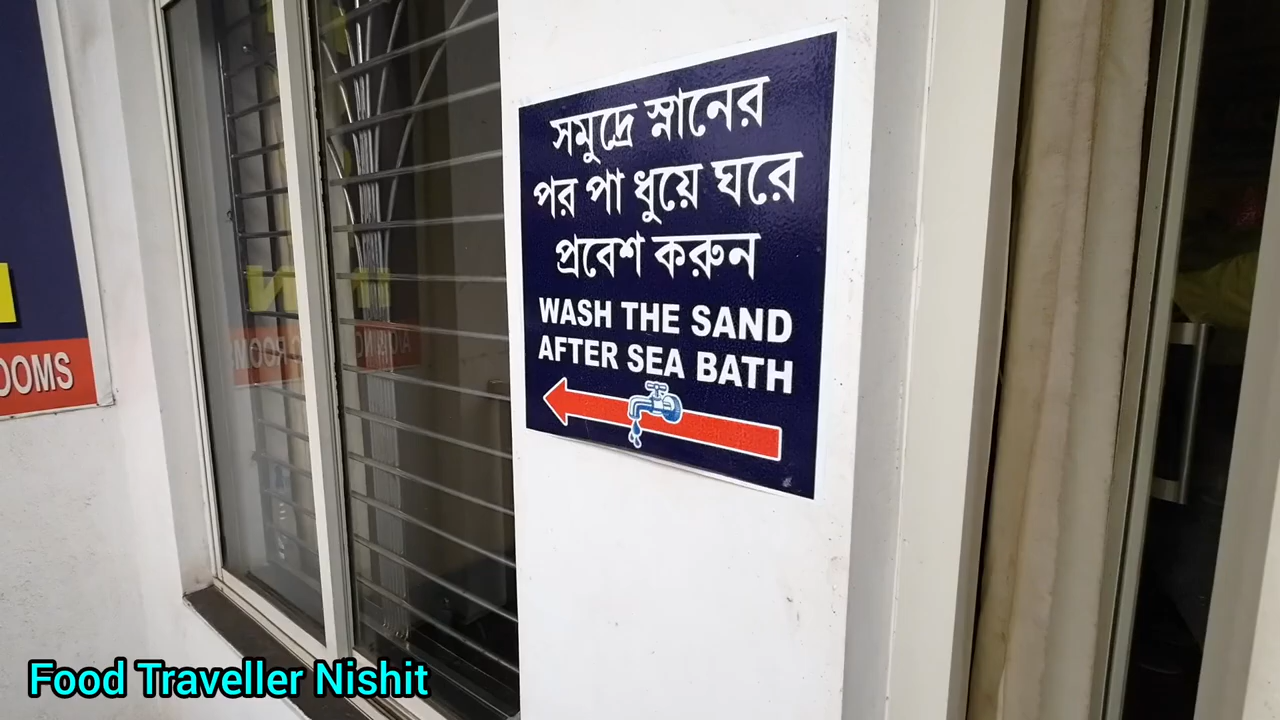 সমুদ্রে স্নানের
পর পা ধুয়ে ঘরে
প্রবেশ করুন
WASH THE SAND
AFTER SEA BATH
OOMS
Food Traveller Nishit